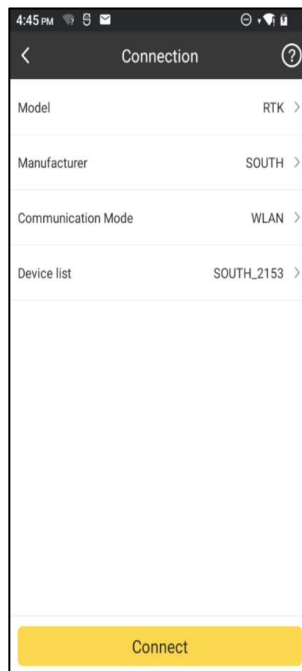 4:45 PM
Connection
Model RTK
Manufacturer SOUTH
Communication Mode WLAN
Device list SOUTH_2153
Connect